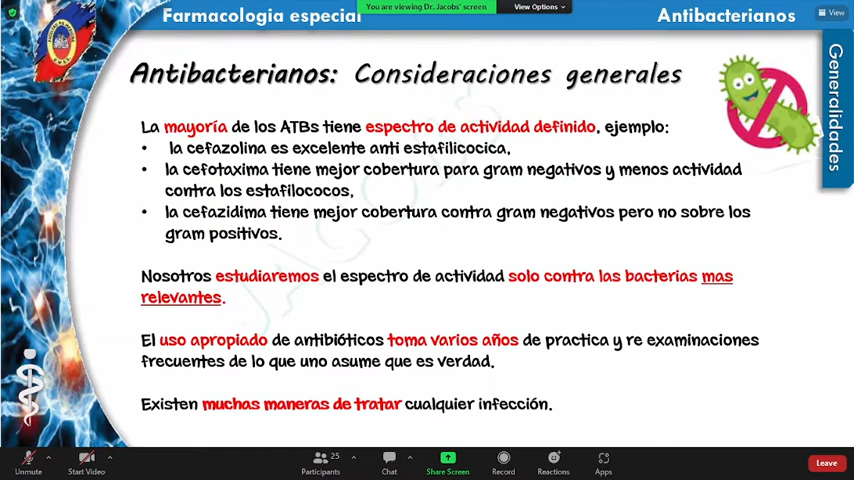 Farmacología especial
You are viewing Dr. Jacobs' screen
View Options
Antibacterianos
View
Antibacterianos: Consideraciones generales
Generalidades
La mayoría de los ATBs tiene espectro de actividad definido, ejemplo:
• la cefazolina es excelente anti estafilicocica,
• la cefotaxima tiene mejor cobertura para gram negativos y menos actividad
contra los estafilococos,
• la cefazidima tiene mejor cobertura contra gram negativos pero no sobre los
gram positivos.
Nosotros estudiaremos el espectro de actividad solo contra las bacterias mas
relevantes.
El uso apropiado de antibióticos toma varios años de practica y re examinaciones
frecuentes de lo que uno asume que es verdad.
Existen muchas maneras de tratar cualquier infección.
JACOBS
Unmute
Start Video
25
Participants
Chat
Share Screen
Record
Reactions
Apps
Leave